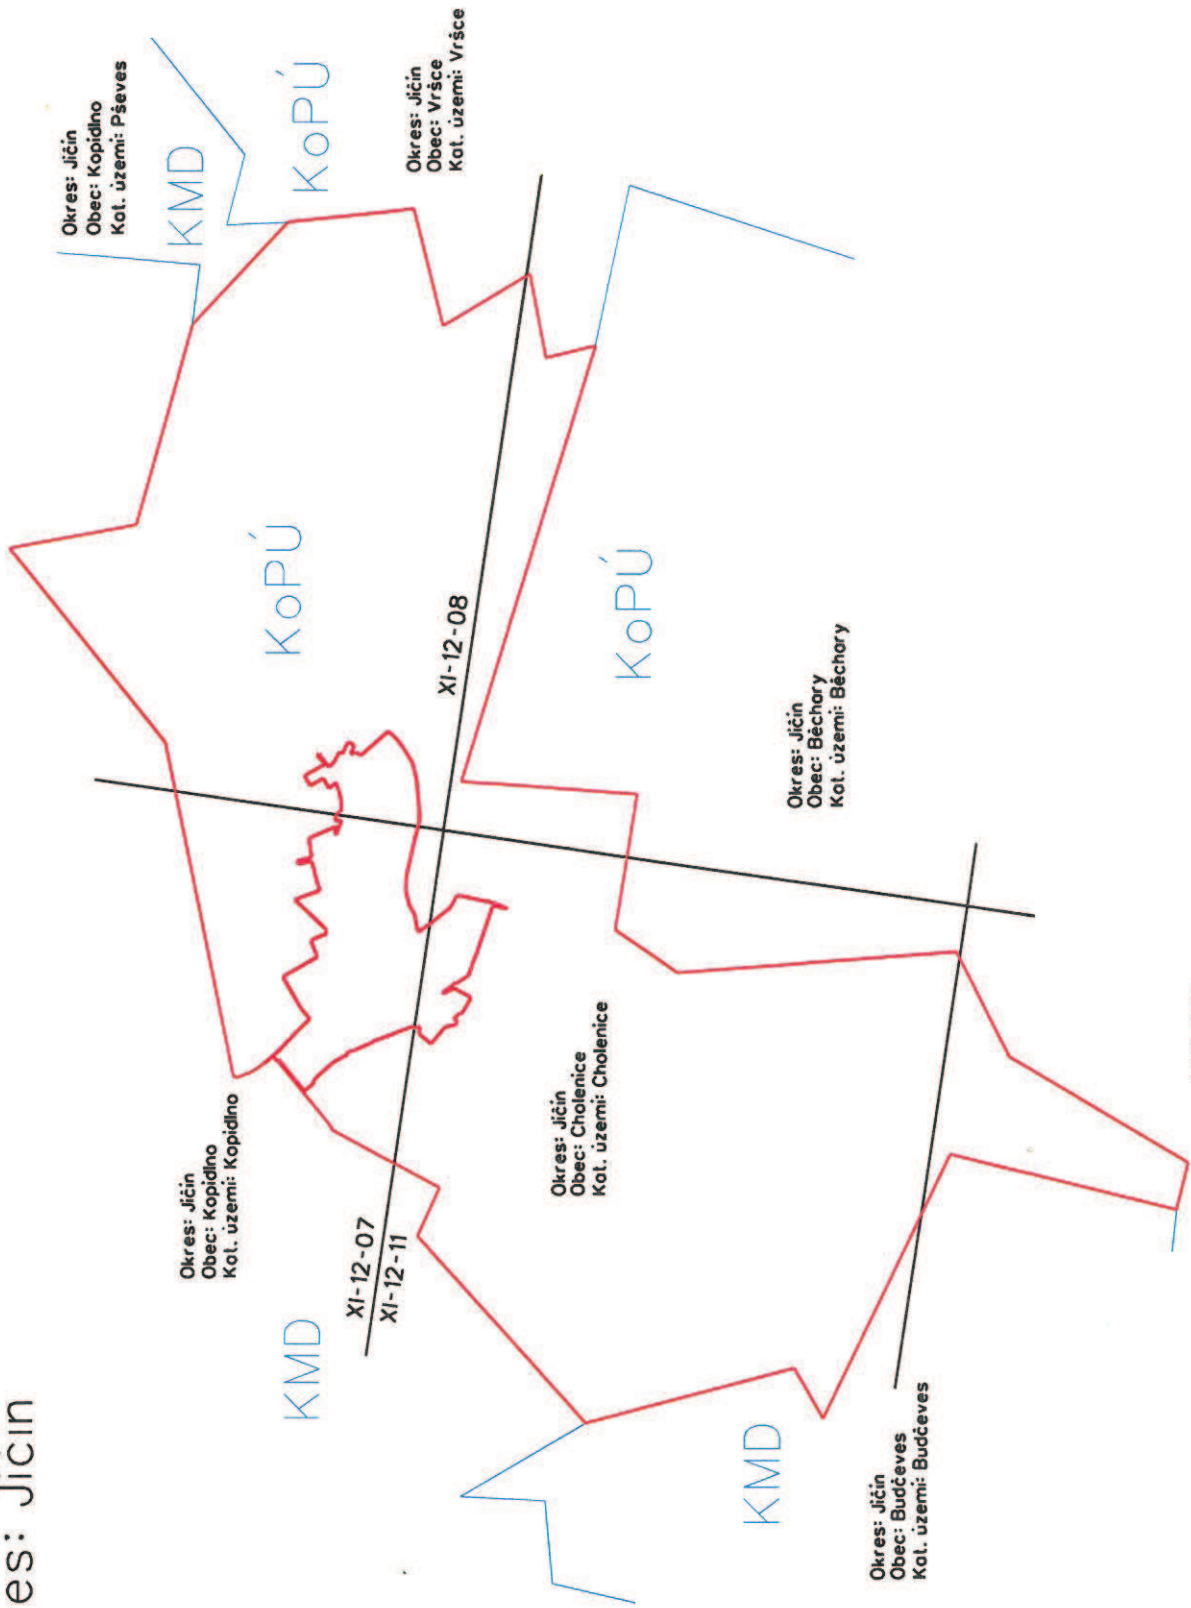 es: Jičín
Okres: Jičín
Obec: Kopidlno
Kat. území: Pševes
KMD
Okres: Jičín
Obec: Kopidlno
Kat. území: Kopidlno
KMD
KoPÚ
KoPÚ
XI-12-07
XI-12-11
Okres: Jičín
Obec: Vršce
Kat. území: Vršce
XI-12-08
Okres: Jičín
Obec: Cholenice
Kat. území: Cholenice
KoPÚ
KMD
Okres: Jičín
Obec: Běchary
Kat. území: Běchary
Okres: Jičín
Obec: Budčeves
Kat. území: Budčeves